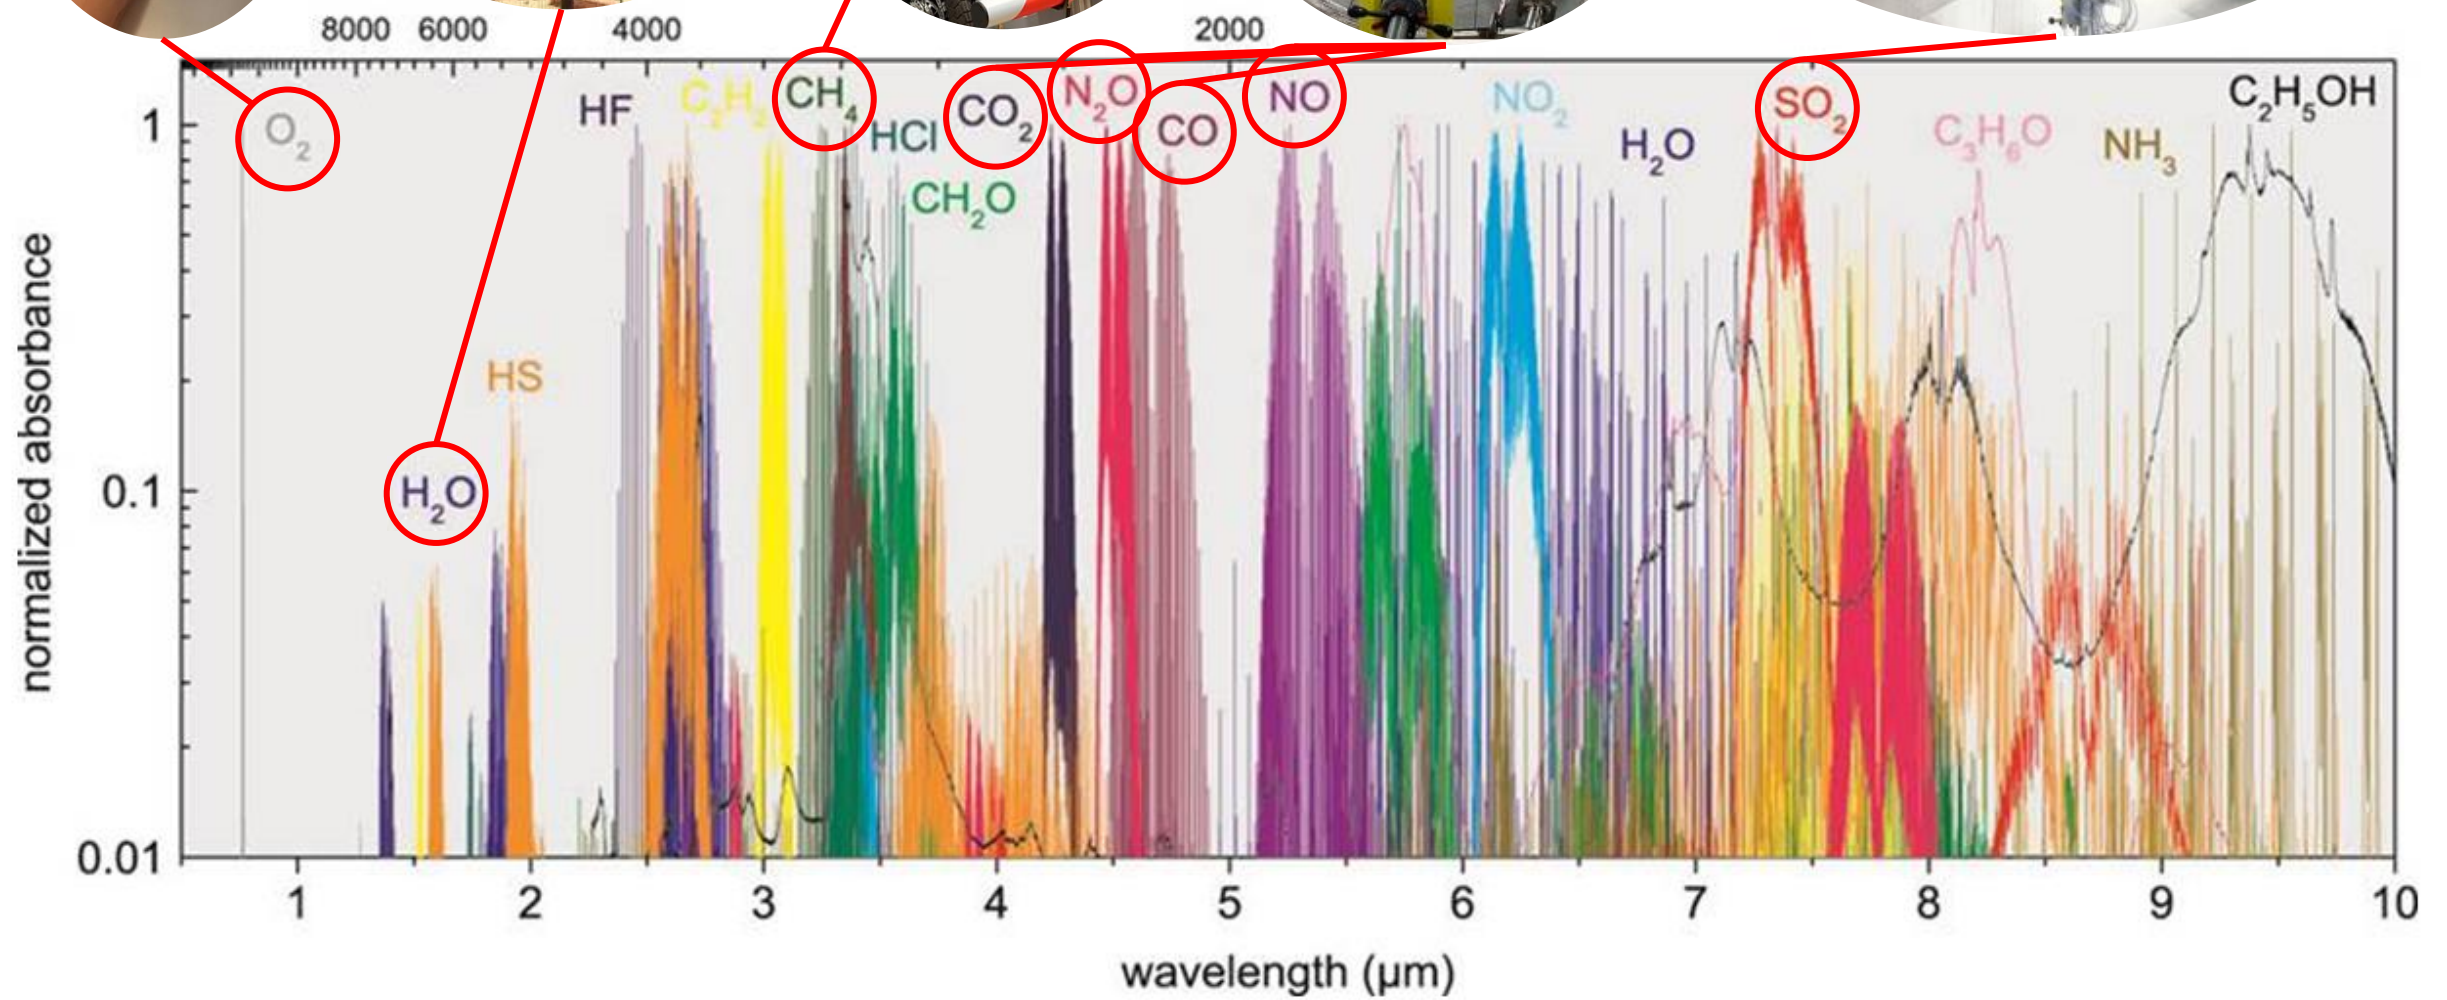 8000 6000 4000 2000
O₂
HF
C₂H₂
CH₄
HCl
CH₂O
CO₂
N₂O
CO
NO
NO₂
H₂O
SO₂
C₃H₆O
NH₃
C₂H₅OH
HS
H₂O
normalized absorbance
1
0.1
0.01
1 2 3 4 5 6 7 8 9 10
wavelength (µm)